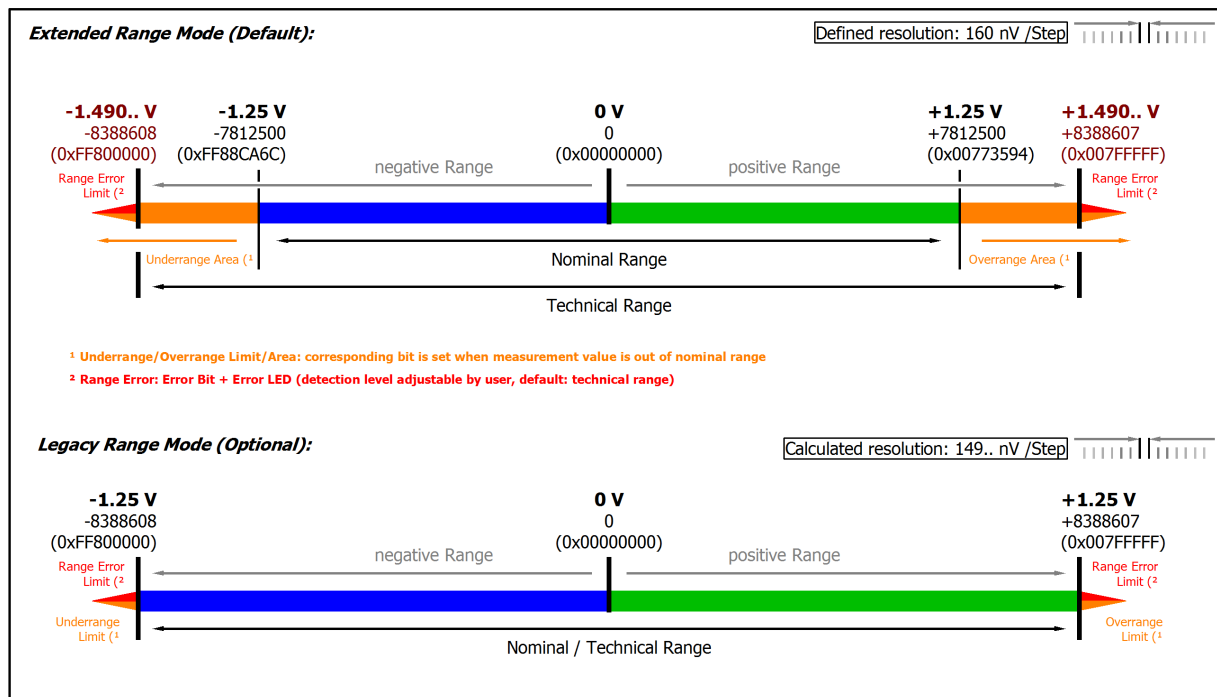 Extended Range Mode (Default):
Defined resolution: 160 nV /Step
-1.490.. V
-1.25 V
0 V
+1.25 V
+1.490.. V
-8388608
-7812500
0
+7812500
+8388607
(0xFF800000)
(0xFF88CA6C)
(0x00000000)
(0x00773594)
(0x007FFFFF)
negative Range
positive Range
Range Error
Limit (²
Range Error
Limit (²
Underrange Area (¹
Nominal Range
Overrange Area (¹
Technical Range
¹ Underrange/Overrange Limit/Area: corresponding bit is set when measurement value is out of nominal range
² Range Error: Error Bit + Error LED (detection level adjustable by user, default: technical range)
Legacy Range Mode (Optional):
Calculated resolution: 149.. nV /Step
-1.25 V
0 V
+1.25 V
-8388608
0
+8388607
(0xFF800000)
(0x00000000)
(0x007FFFFF)
negative Range
positive Range
Range Error
Limit (²
Range Error
Limit (²
Underrange
Limit (¹
Overrange
Limit (¹
Nominal / Technical Range